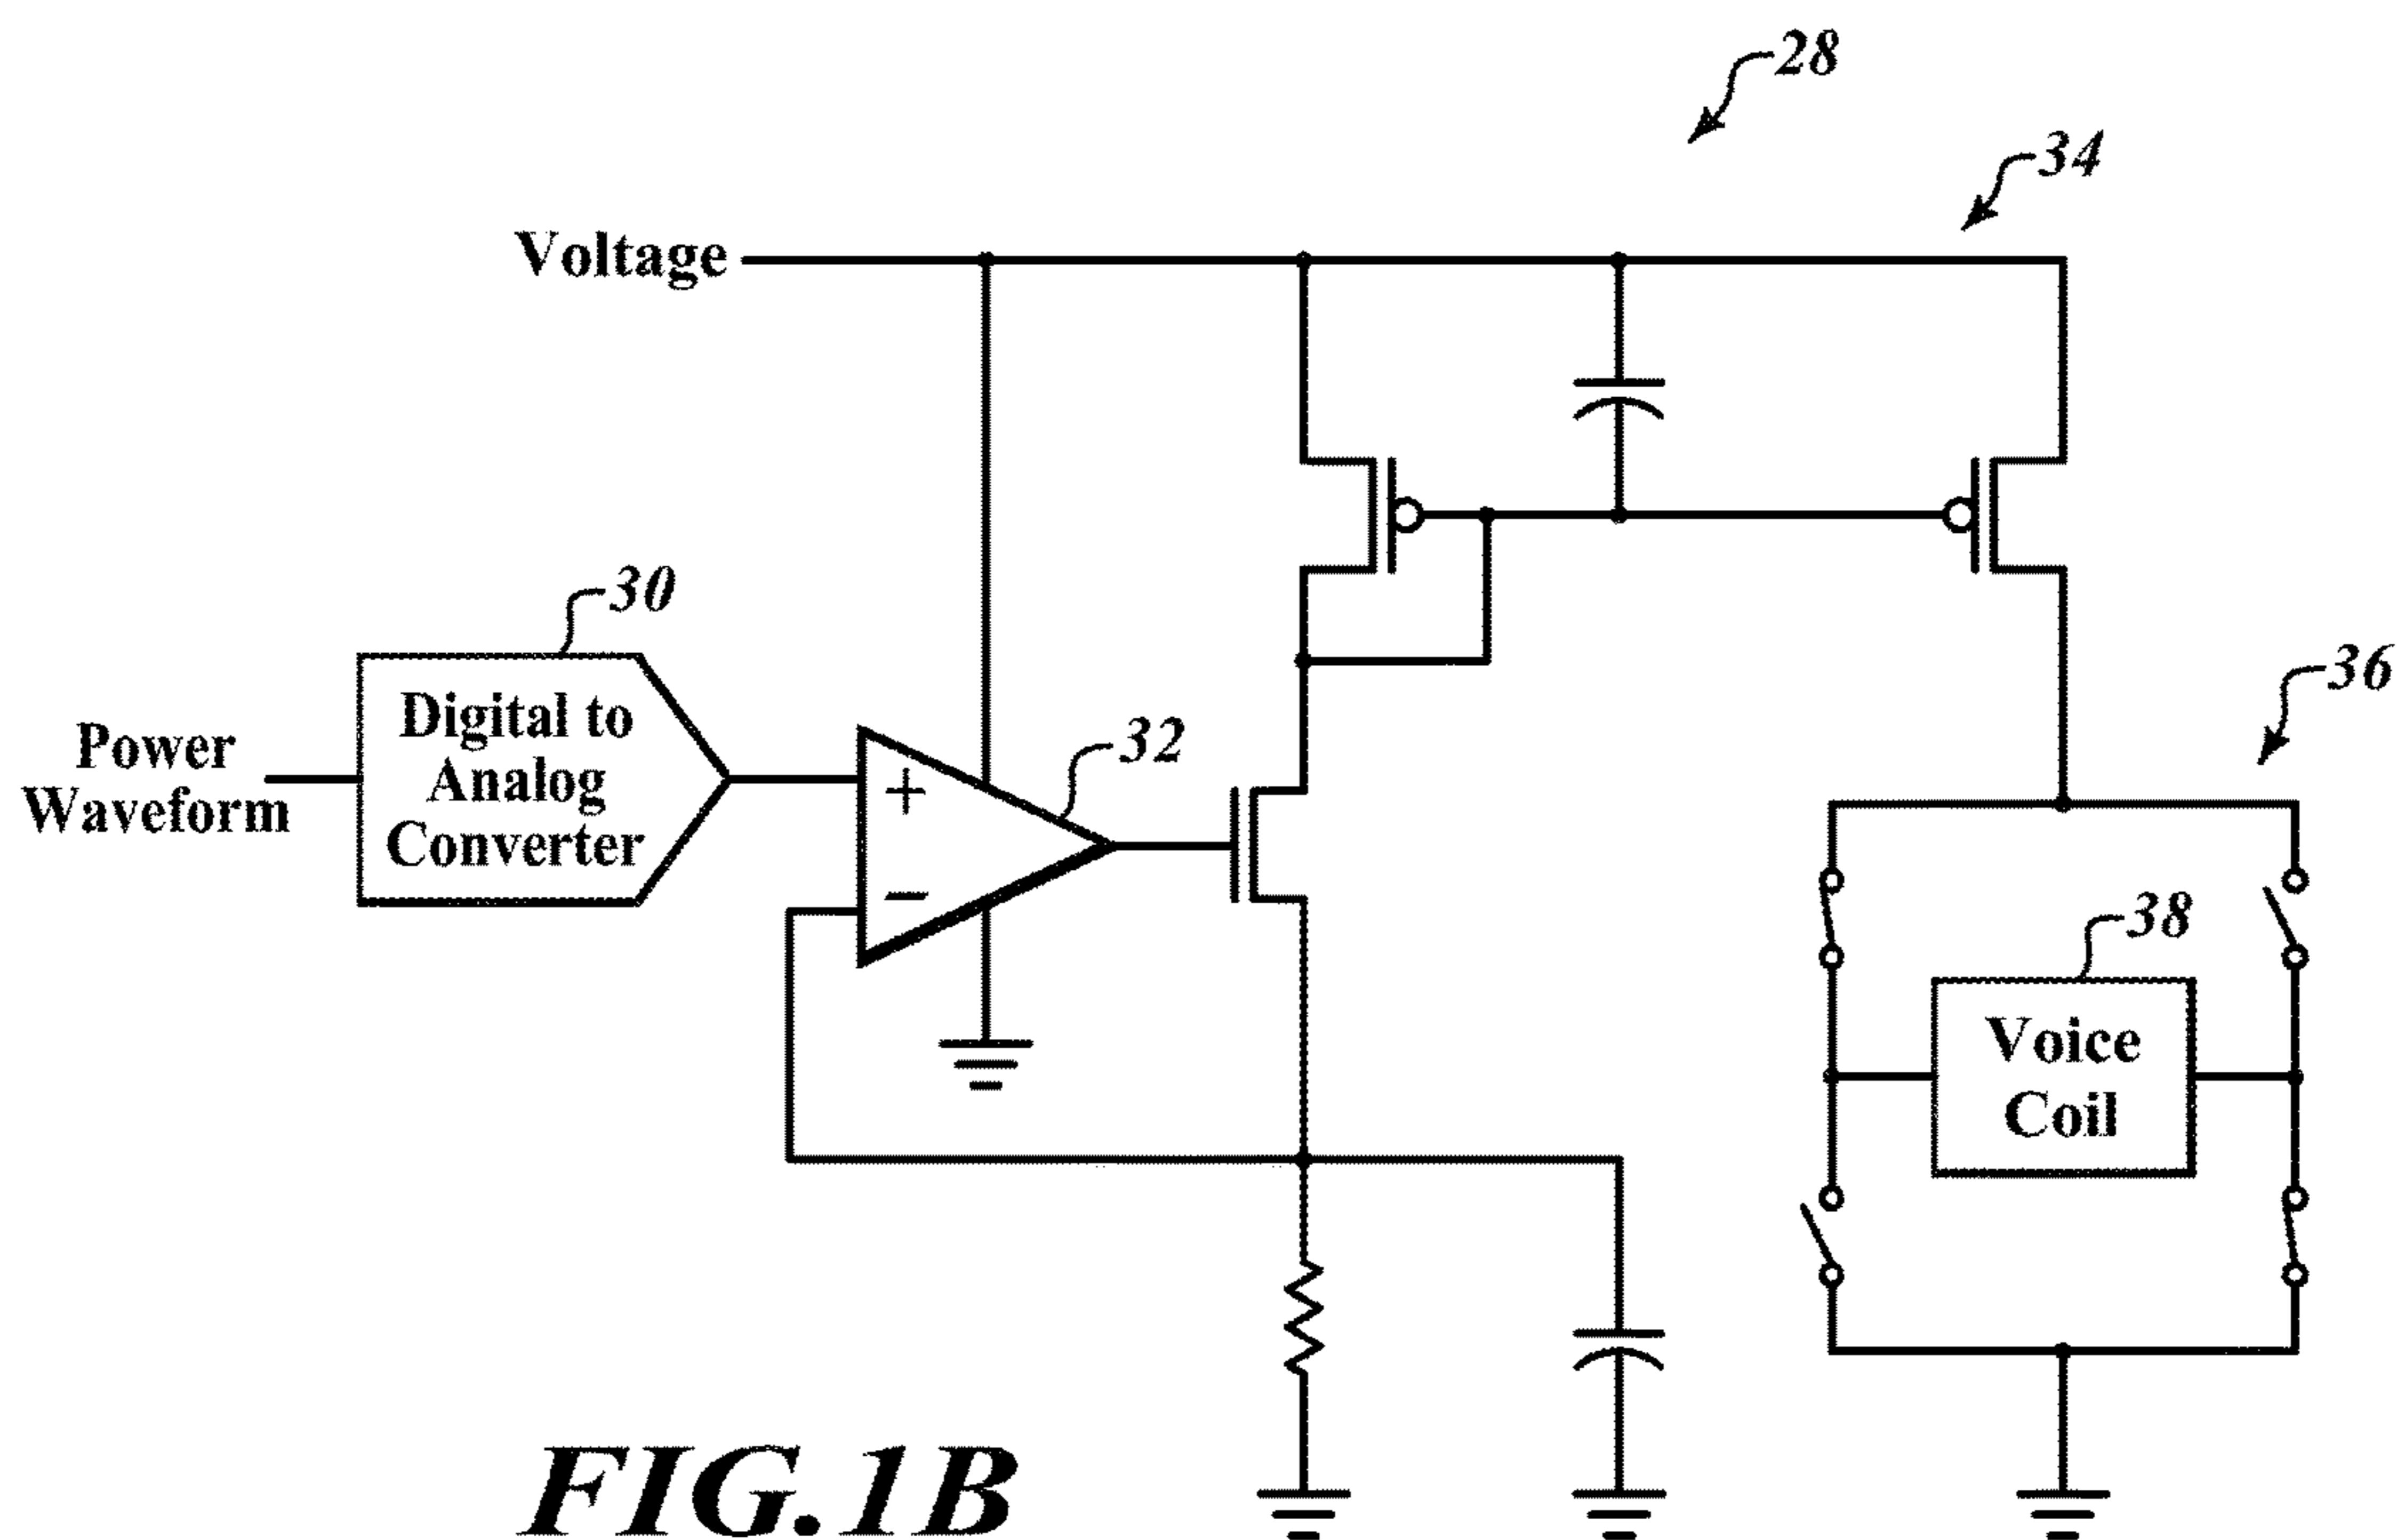 28
34
Voltage
30
Digital to
Analog
Converter
Power
Waveform
32
+
−
36
38
Voice
Coil
FIG.1B